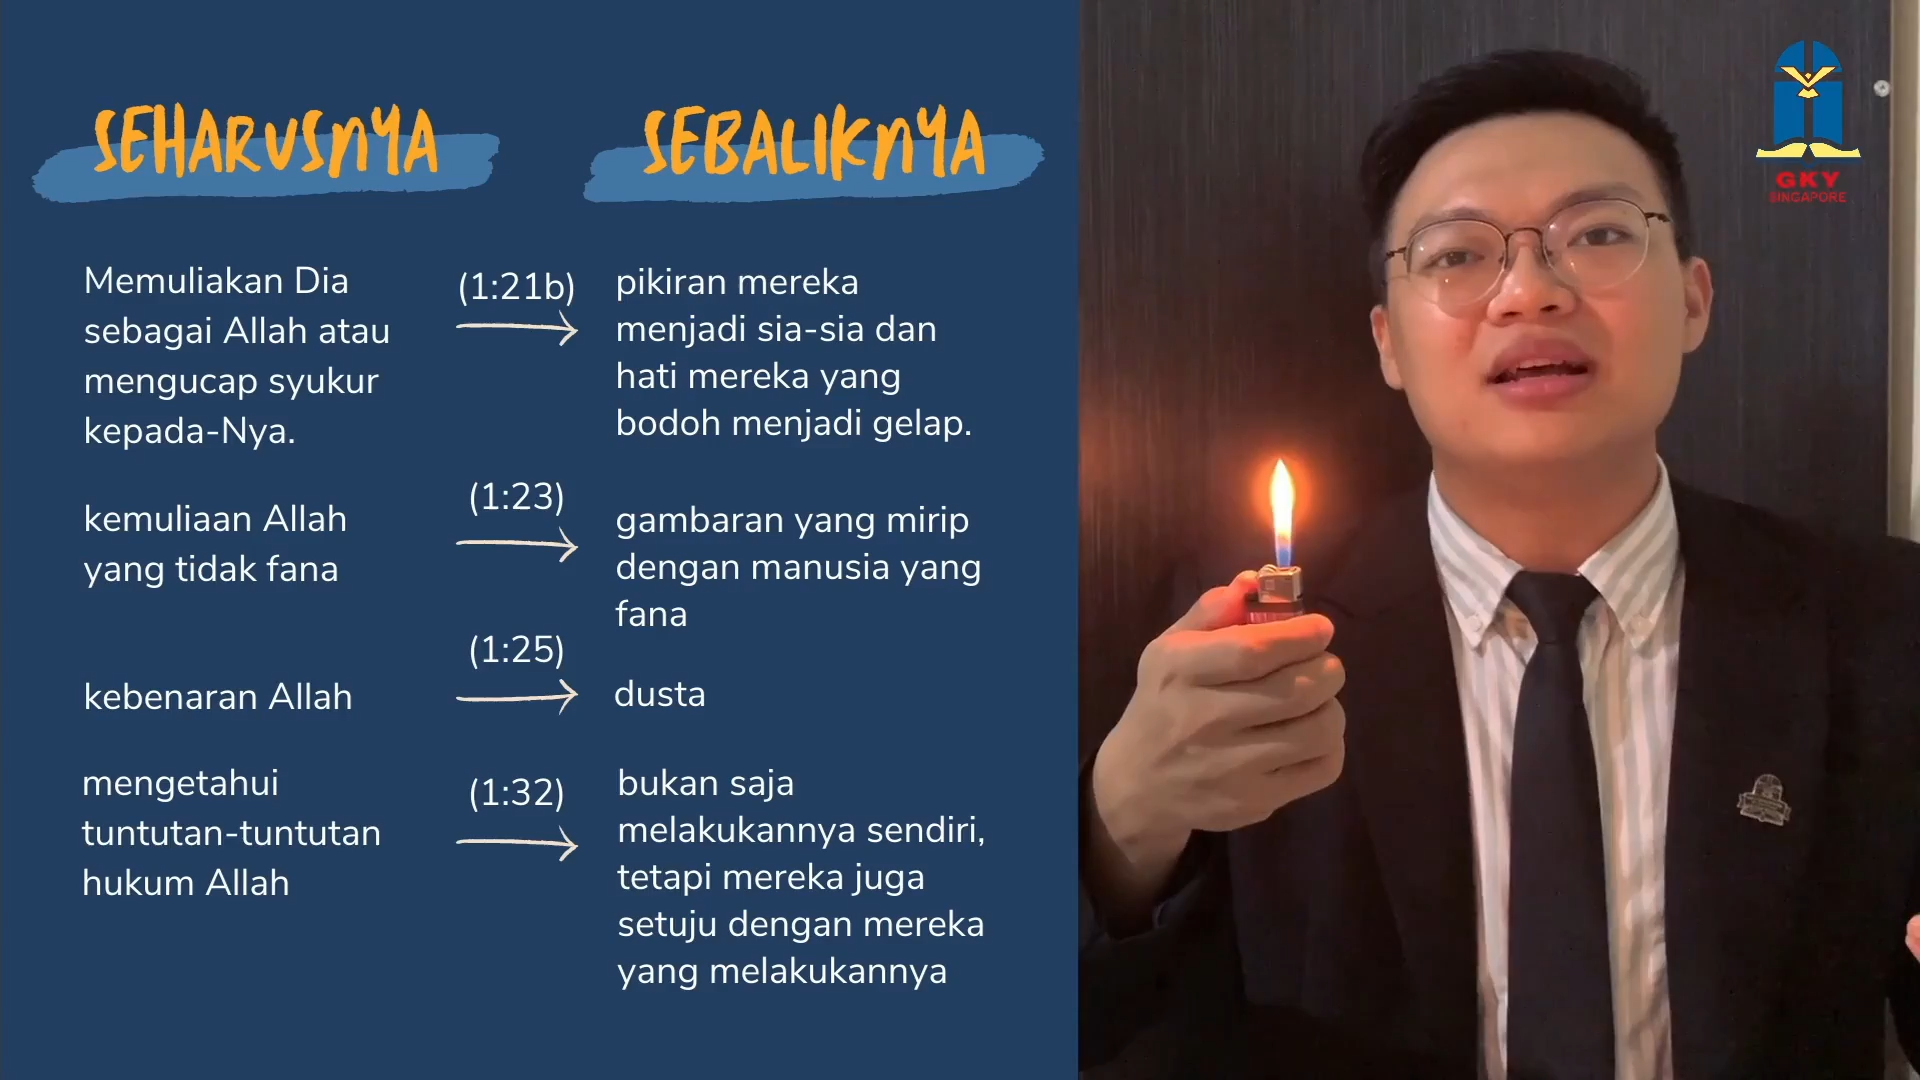 SEHARUSNYA
SEBALIKNYA
Memuliakan Dia
sebagai Allah atau
mengucap syukur
kepada-Nya.
(1:21b)
pikiran mereka
menjadi sia-sia dan
hati mereka yang
bodoh menjadi gelap.
kemuliaan Allah
yang tidak fana
(1:23)
gambaran yang mirip
dengan manusia yang
fana
kebenaran Allah
(1:25)
dusta
mengetahui
tuntutan-tuntutan
hukum Allah
(1:32)
bukan saja
melakukannya sendiri,
tetapi mereka juga
setuju dengan mereka
yang melakukannya
GKY
SINGAPORE